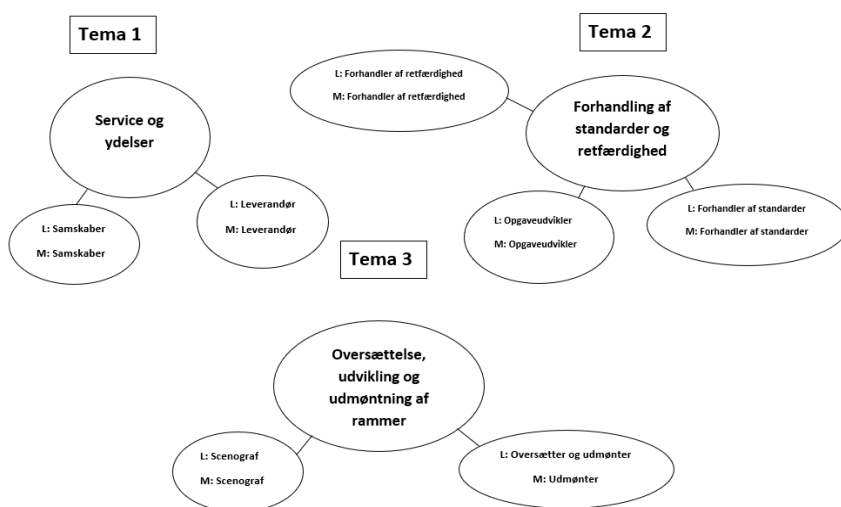 Tema 1
Service og
ydelser
L: Samskaber
M: Samskaber
L: Leverandør
M: Leverandør
Tema 2
L: Forhandler af retfærdighed
M: Forhandler af retfærdighed
Forhandling af
standarder og
retfærdighed
L: Opgaveudvikler
M: Opgaveudvikler
L: Forhandler af standarder
M: Forhandler af standarder
Tema 3
Oversættelse,
udvikling og
udmøntning af
rammer
L: Scenograf
M: Scenograf
L: Oversætter og udmønter
M: Udmønter